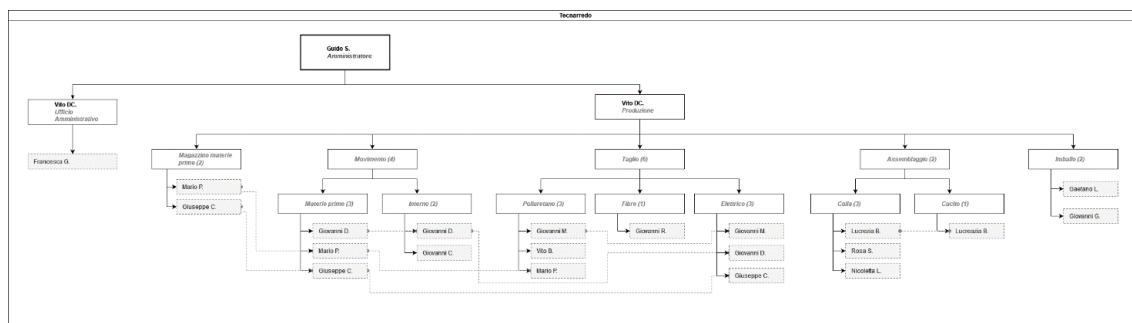 Tecnarredo
Guido S.
Amministratore
Vito DC.
Ufficio
Amministrativo
Vito DC.
Produzione
Francesca G.
Magazzino materie
prime (2)
Movimento (4)
Taglio (6)
Assemblaggio (3)
Imballo (2)
Mario P.
Giuseppe C.
Materie prime (3)
Interno (2)
Poliuretano (3)
Fibre (1)
Elettrico (3)
Colla (3)
Cucito (1)
Gaetano L.
Giovanni G.
Giovanni D.
Mario P.
Giuseppe C.
Giovanni D.
Giovanni C.
Giovanni M.
Vito B.
Mario P.
Giovanni R.
Giovanni M.
Giovanni D.
Giuseppe C.
Lucrezia B.
Rosa S.
Nicoletta L.
Lucrezia B.